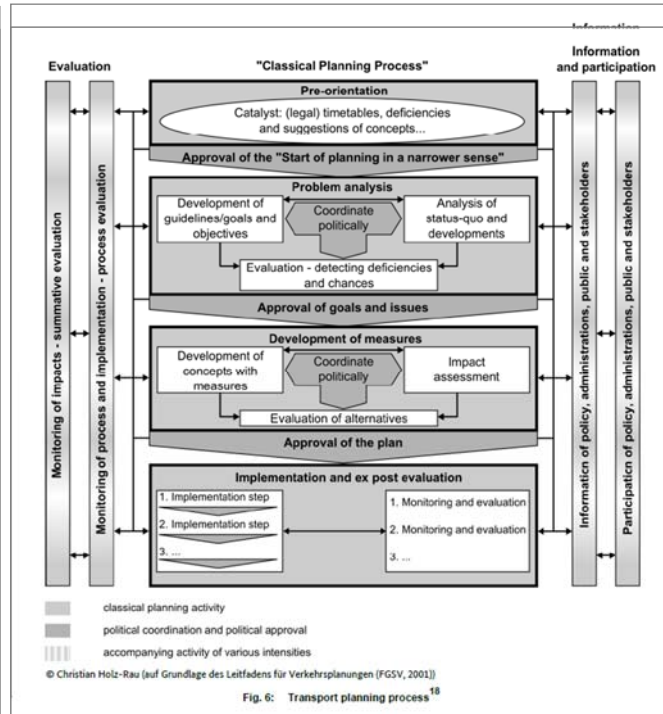 Information
Evaluation
"Classical Planning Process"
Information
and participation
Monitoring of impacts - summative evaluation
Monitoring of process and implementation - process evaluation
Pre-orientation
Catalyst: (legal) timetables, deficiencies
and suggestions of concepts...
Approval of the "Start of planning in a narrower sense"
Problem analysis
Development of
guidelines/goals and
objectives
Coordinate
politically
Analysis of
status-quo and
developments
Evaluation - detecting deficiencies
and chances
Approval of goals and issues
Development of measures
Development of
concepts with
measures
Coordinate
politically
Impact
assessment
Evaluation of alternatives
Approval of the plan
Implementation and ex post evaluation
1. Implementation step
2. Implementation step
3. ...
1. Monitoring and evaluation
2. Monitoring and evaluation
3. ...
Information of policy, administrations, public and stakeholders
Participation of policy, administrations, public and stakeholders
classical planning activity
political coordination and political approval
accompanying activity of various intensities
© Christian Holz-Rau (auf Grundlage des Leitfadens für Verkehrsplanungen (FGSV, 2001))
Fig. 6: Transport planning process18